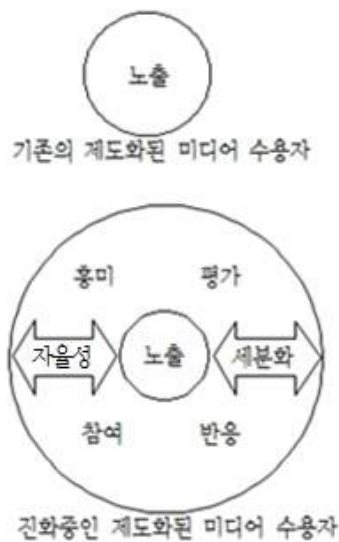 노출
기존의 제도화된 미디어 수용자
흥미 평가
자율성 노출 세분화
참여 반응
진화중인 제도화된 미디어 수용자